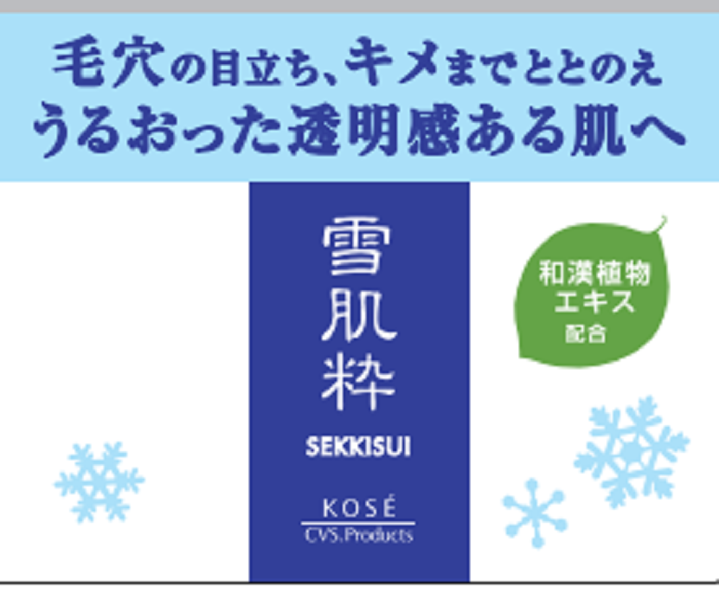 毛穴の目立ち、キメまでととのえ
うるおった透明感ある肌へ
雪肌粋
SEKKISUI
KOSÉ
CVS.Products
和漢植物
エキス
配合